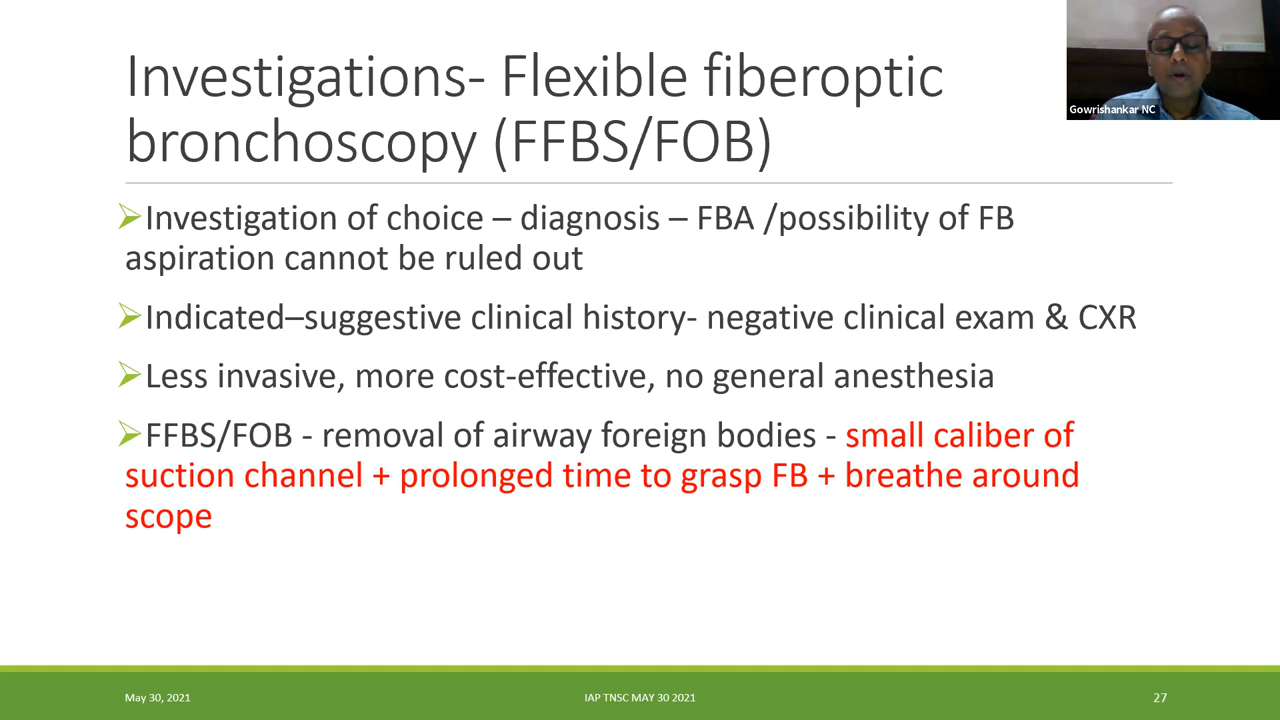 Investigations- Flexible fiberoptic
bronchoscopy (FFBS/FOB)
Gowrishankar NC
Investigation of choice – diagnosis – FBA /possibility of FB
aspiration cannot be ruled out
Indicated–suggestive clinical history- negative clinical exam & CXR
Less invasive, more cost-effective, no general anesthesia
FFBS/FOB - removal of airway foreign bodies - small caliber of
suction channel + prolonged time to grasp FB + breathe around
scope
May 30, 2021
IAP TNSC MAY 30 2021
27